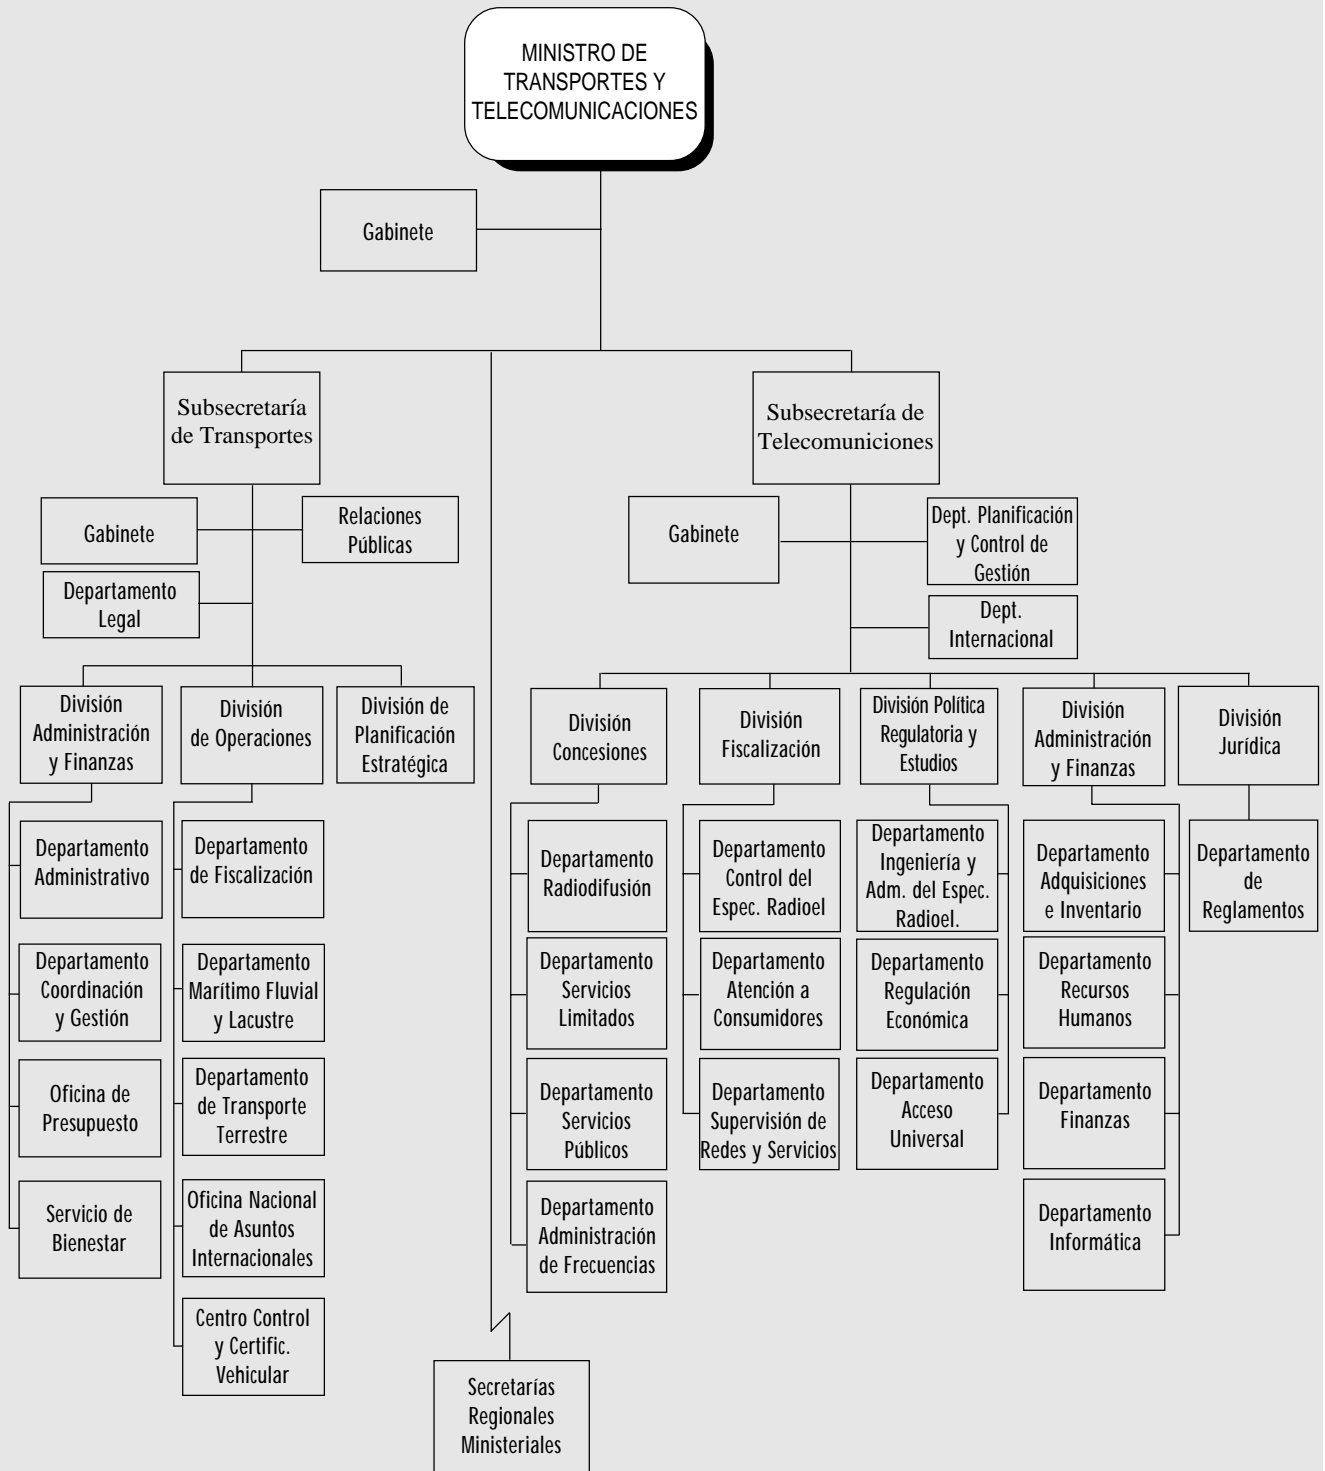 MINISTRO DE
TRANSPORTES Y
TELECOMUNICACIONES
Gabinete
Subsecretaría
de Transportes
Subsecretaría de
Telecomuniciones
Gabinete
Relaciones
Públicas
Departamento
Legal
Gabinete
Dept. Planificación
y Control de
Gestión
Dept.
Internacional
División
Administración
y Finanzas
División
de Operaciones
División de
Planificación
Estratégica
División
Concesiones
División
Fiscalización
División Política
Regulatoria y
Estudios
División
Administración
y Finanzas
División
Jurídica
Departamento
Administrativo
Departamento
Coordinación
y Gestión
Oficina de
Presupuesto
Servicio de
Bienestar
Departamento
de Fiscalización
Departamento
Marítimo Fluvial
y Lacustre
Departamento
de Transporte
Terrestre
Oficina Nacional
de Asuntos
Internacionales
Centro Control
y Certific.
Vehicular
Departamento
Radiodifusión
Departamento
Servicios
Limitados
Departamento
Servicios
Públicos
Departamento
Administración
de Frecuencias
Departamento
Control del
Espec. Radioel
Departamento
Atención a
Consumidores
Departamento
Supervisión de
Redes y Servicios
Departamento
Ingeniería y
Adm. del Espec.
Radioel.
Departamento
Regulación
Económica
Departamento
Acceso
Universal
Departamento
Adquisiciones
e Inventario
Departamento
Recursos
Humanos
Departamento
Finanzas
Departamento
Informática
Departamento
de
Reglamentos
Secretarías
Regionales
Ministeriales